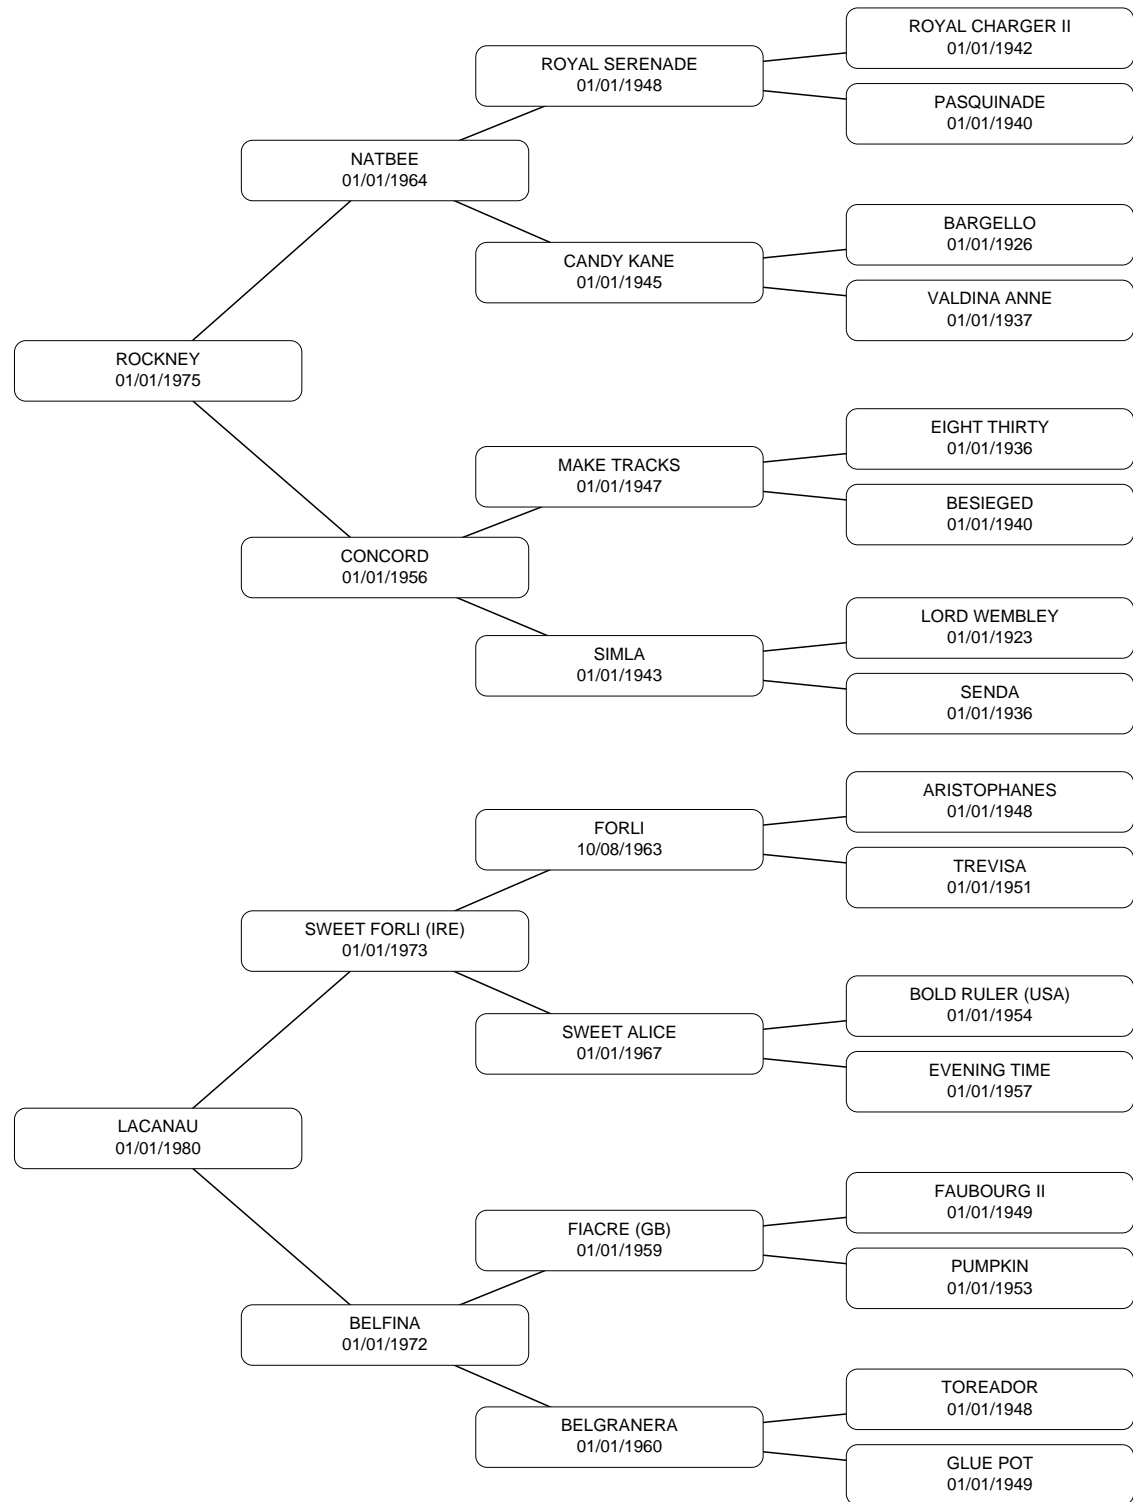 ROYAL CHARGER II
01/01/1942
ROYAL SERENADE
01/01/1948
PASQUINADE
01/01/1940
NATBEE
01/01/1964
BARGELLO
01/01/1926
CANDY KANE
01/01/1945
VALDINA ANNE
01/01/1937
ROCKNEY
01/01/1975
EIGHT THIRTY
01/01/1936
MAKE TRACKS
01/01/1947
BESIEGED
01/01/1940
CONCORD
01/01/1956
LORD WEMBLEY
01/01/1923
SIMLA
01/01/1943
SENDA
01/01/1936
ARISTOPHANES
01/01/1948
FORLI
10/08/1963
TREVISA
01/01/1951
SWEET FORLI (IRE)
01/01/1973
BOLD RULER (USA)
01/01/1954
SWEET ALICE
01/01/1967
EVENING TIME
01/01/1957
LACANAU
01/01/1980
FAUBOURG II
01/01/1949
FIACRE (GB)
01/01/1959
PUMPKIN
01/01/1953
BELFINA
01/01/1972
TOREADOR
01/01/1948
BELGRANERA
01/01/1960
GLUE POT
01/01/1949